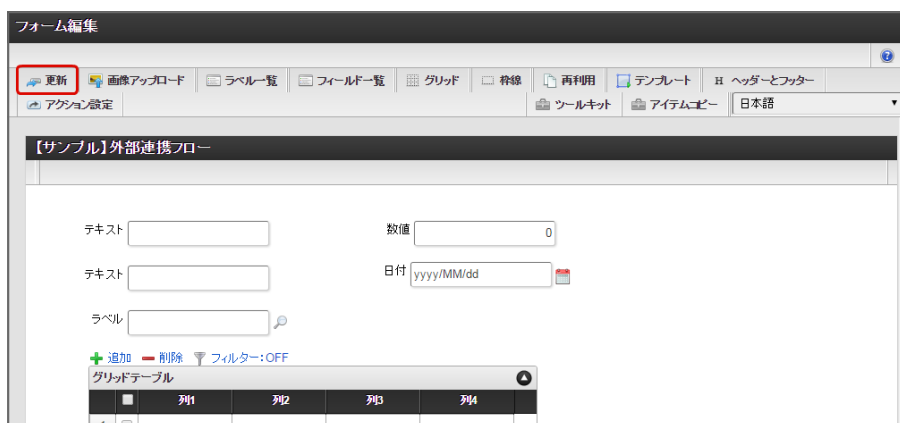 フォーム編集
更新 画像アップロード ラベル一覧 フィールド一覧 グリッド 枠線 再利用 テンプレート H ヘッダーとフッター
アクション設定 ツールキット アイテムコピー 日本語
【サンプル】外部連携フロー
テキスト 数値 0
テキスト 日付 yyyy/MM/dd
ラベル
追加 削除 フィルター:OFF
グリッドテーブル
列1 列2 列3 列4